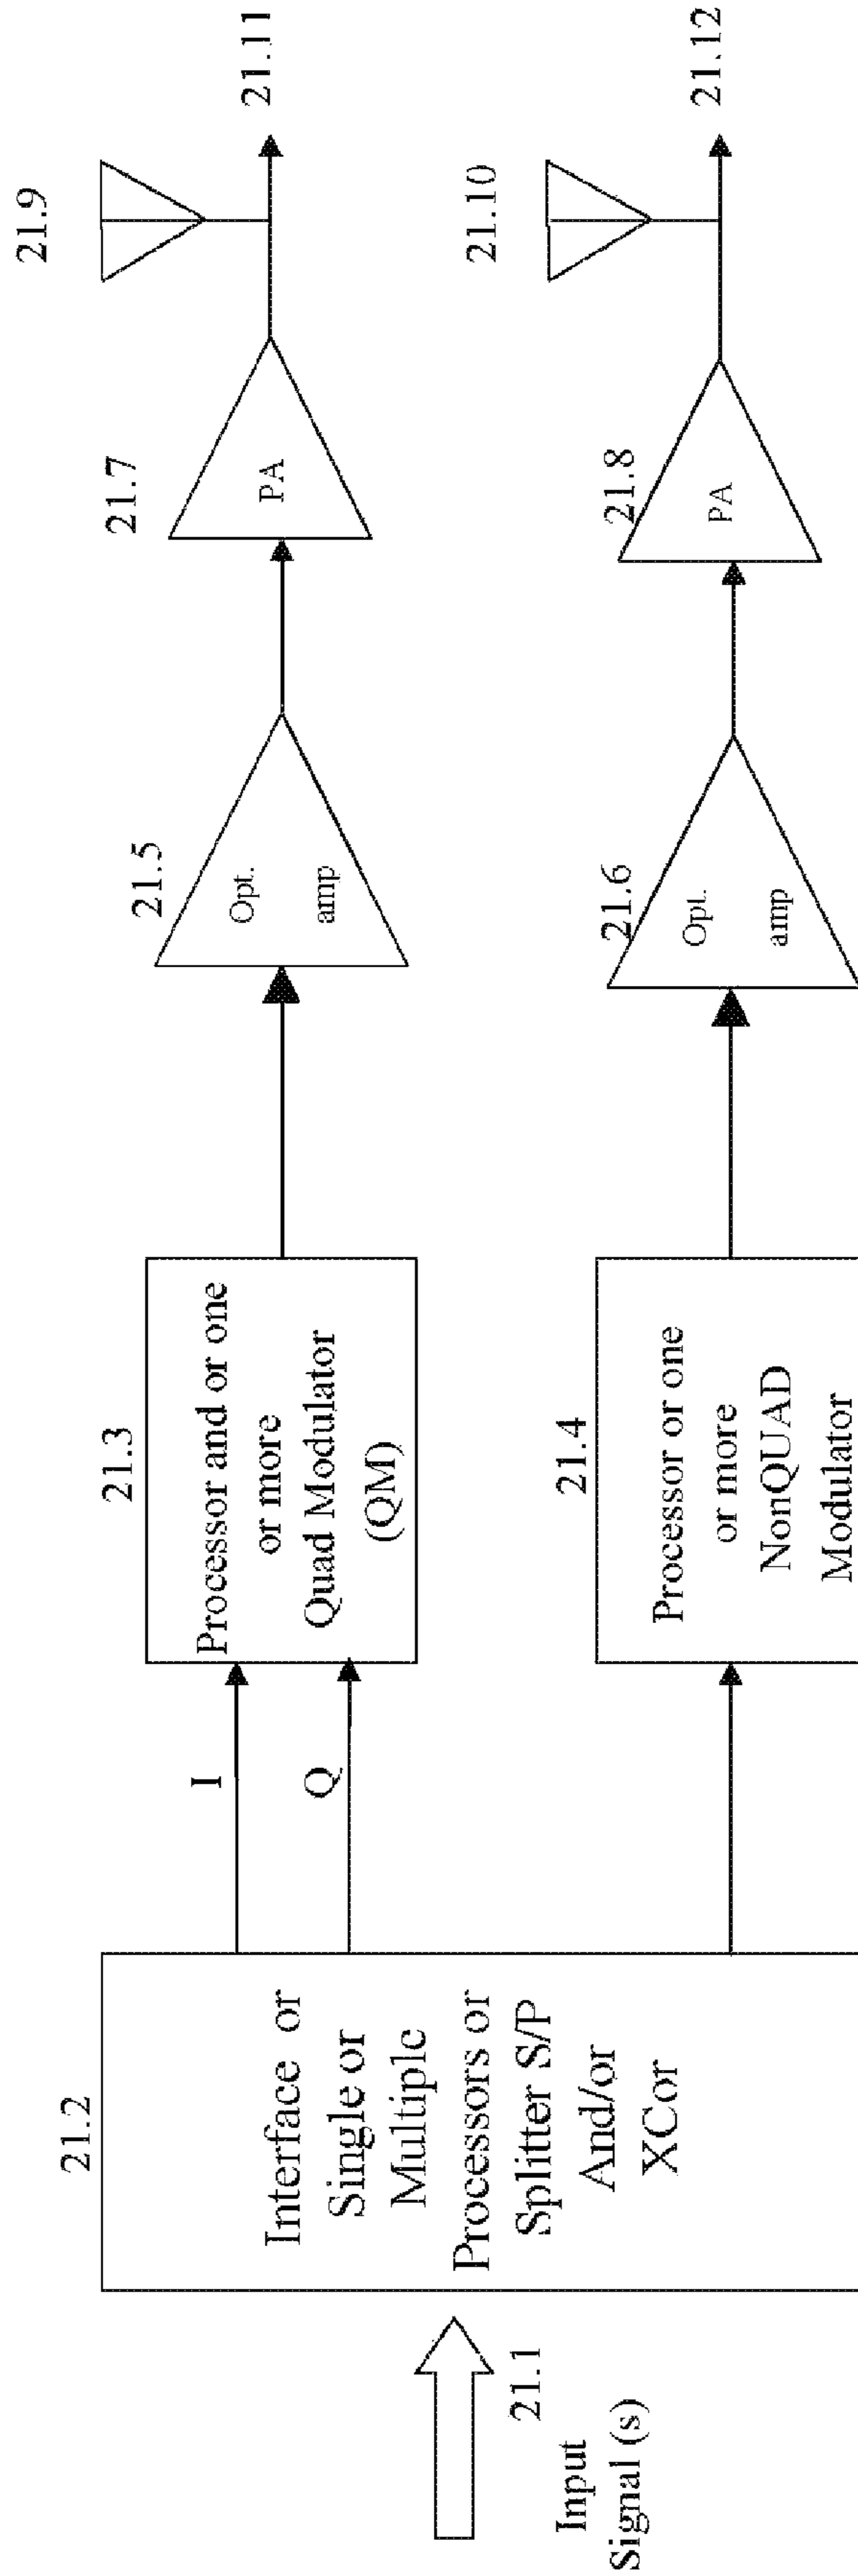 21.1
Input
Signal (s)
21.2
Interface or
Single or
Multiple
Processors or
Splitter S/P
And/or
XCor
I
Q
21.3
Processor and or one
or more
Quad Modulator
(QM)
21.5
Opt.
amp
21.7
PA
21.9
21.11
21.4
Processor or one
or more
NonQUAD
Modulator
21.6
Opt.
amp
21.8
PA
21.10
21.12